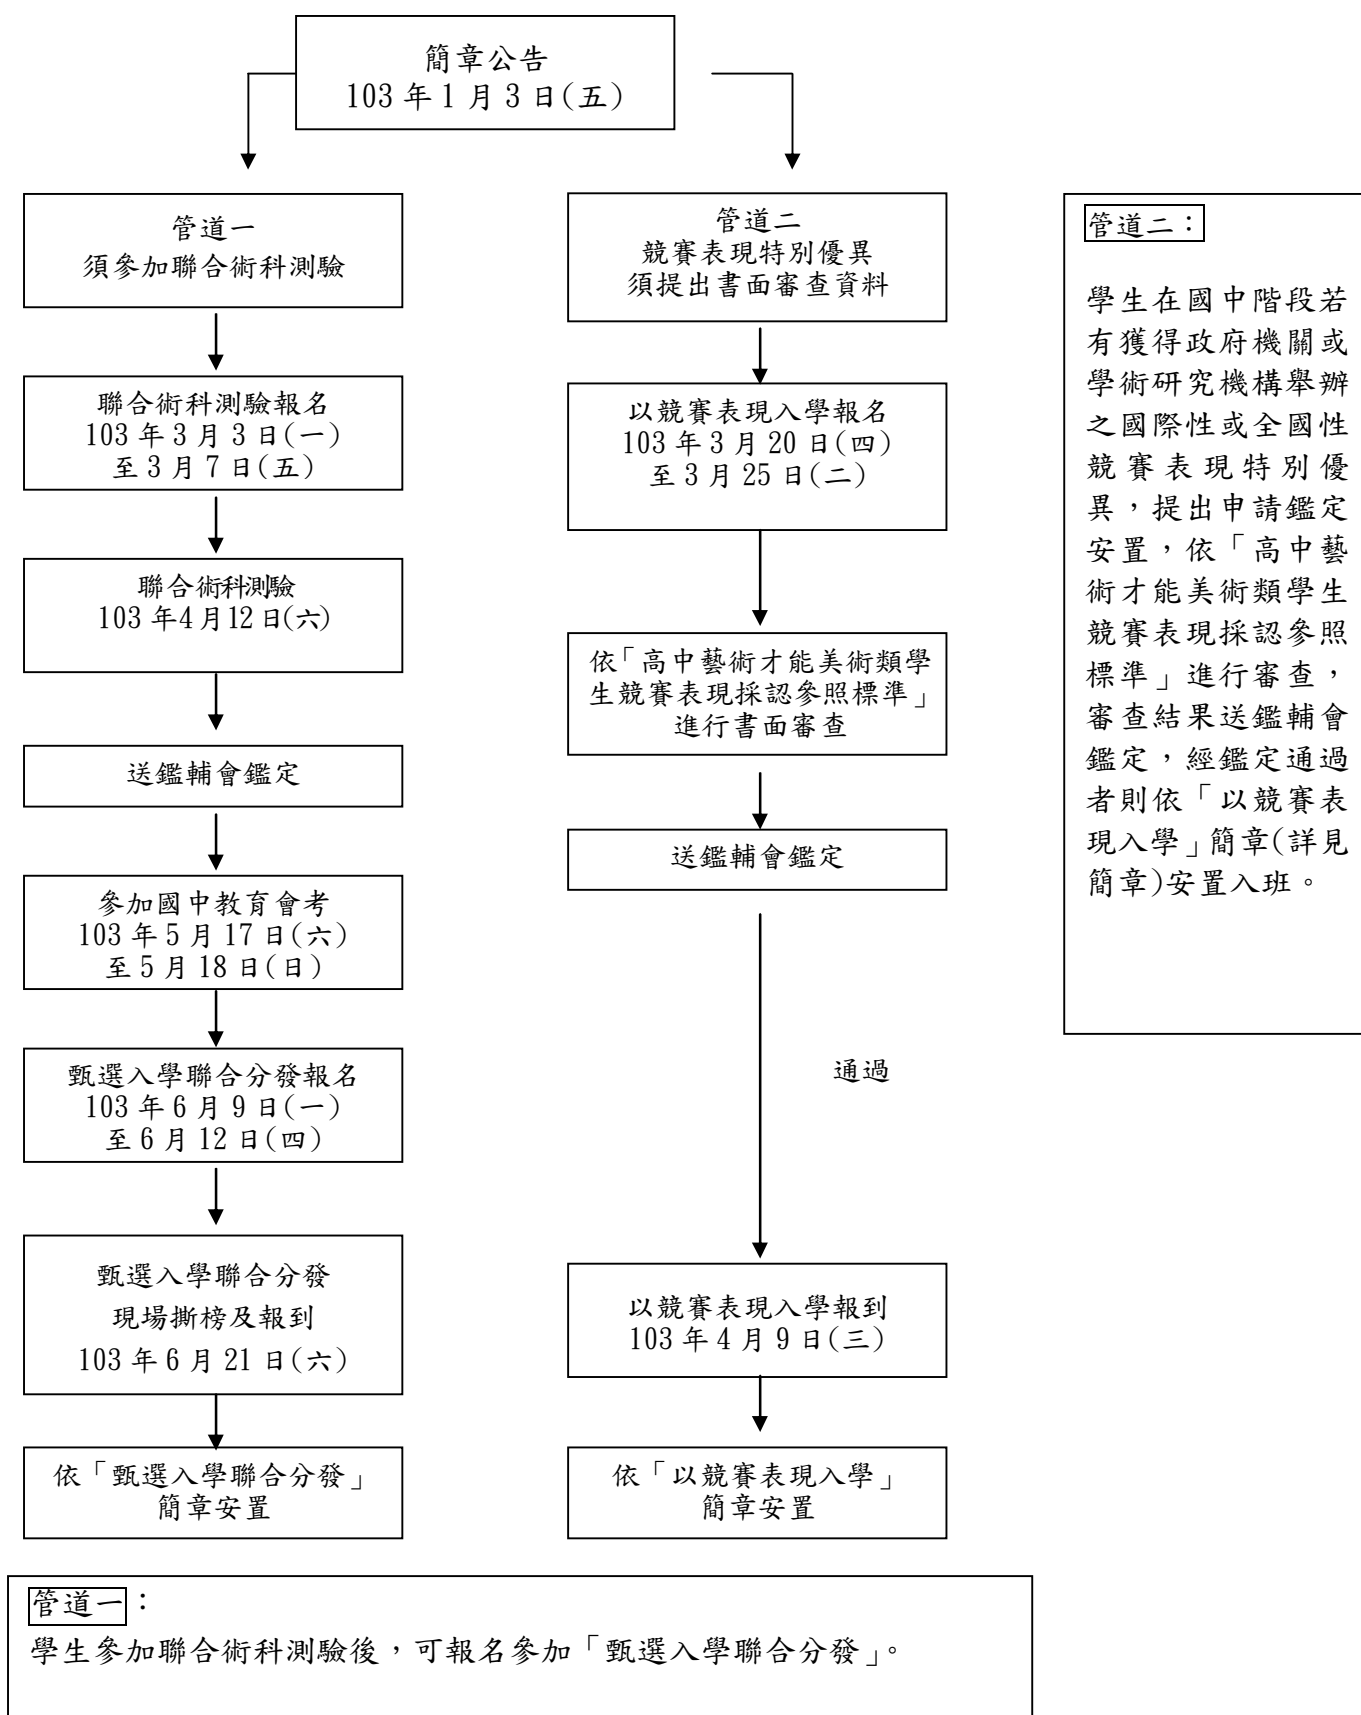 簡章公告
103 年 1 月 3 日(五)
管道一
須參加聯合術科測驗
聯合術科測驗報名
103 年 3 月 3 日(一)
至 3 月 7 日(五)
聯合術科測驗
103 年4 月12 日(六)
送鑑輔會鑑定
參加國中教育會考
103 年 5 月 17 日(六)
至 5 月 18 日(日)
甄選入學聯合分發報名
103 年 6 月 9 日(一)
至 6 月 12 日(四)
甄選入學聯合分發
現場撕榜及報到
103 年 6 月 21 日(六)
依「甄選入學聯合分發」
簡章安置
管道二
競賽表現特別優異
須提出書面審查資料
以競賽表現入學報名
103 年 3 月 20 日(四)
至 3 月 25 日(二)
依「高中藝術才能美術類學
生競賽表現採認參照標準」
進行書面審查
送鑑輔會鑑定
通過
以競賽表現入學報到
103 年 4 月 9 日(三)
依「以競賽表現入學」
簡章安置
管道二：
學生在國中階段若
有獲得政府機關或
學術研究機構舉辦
之國際性或全國性
競賽表現特別優
異，提出申請鑑定
安置，依「高中藝
術才能美術類學生
競賽表現採認參照
標準」進行審查，
審查結果送鑑輔會
鑑定，經鑑定通過
者則依「以競賽表
現入學」簡章(詳見
簡章)安置入班。
管道一：
學生參加聯合術科測驗後，可報名參加「甄選入學聯合分發」。